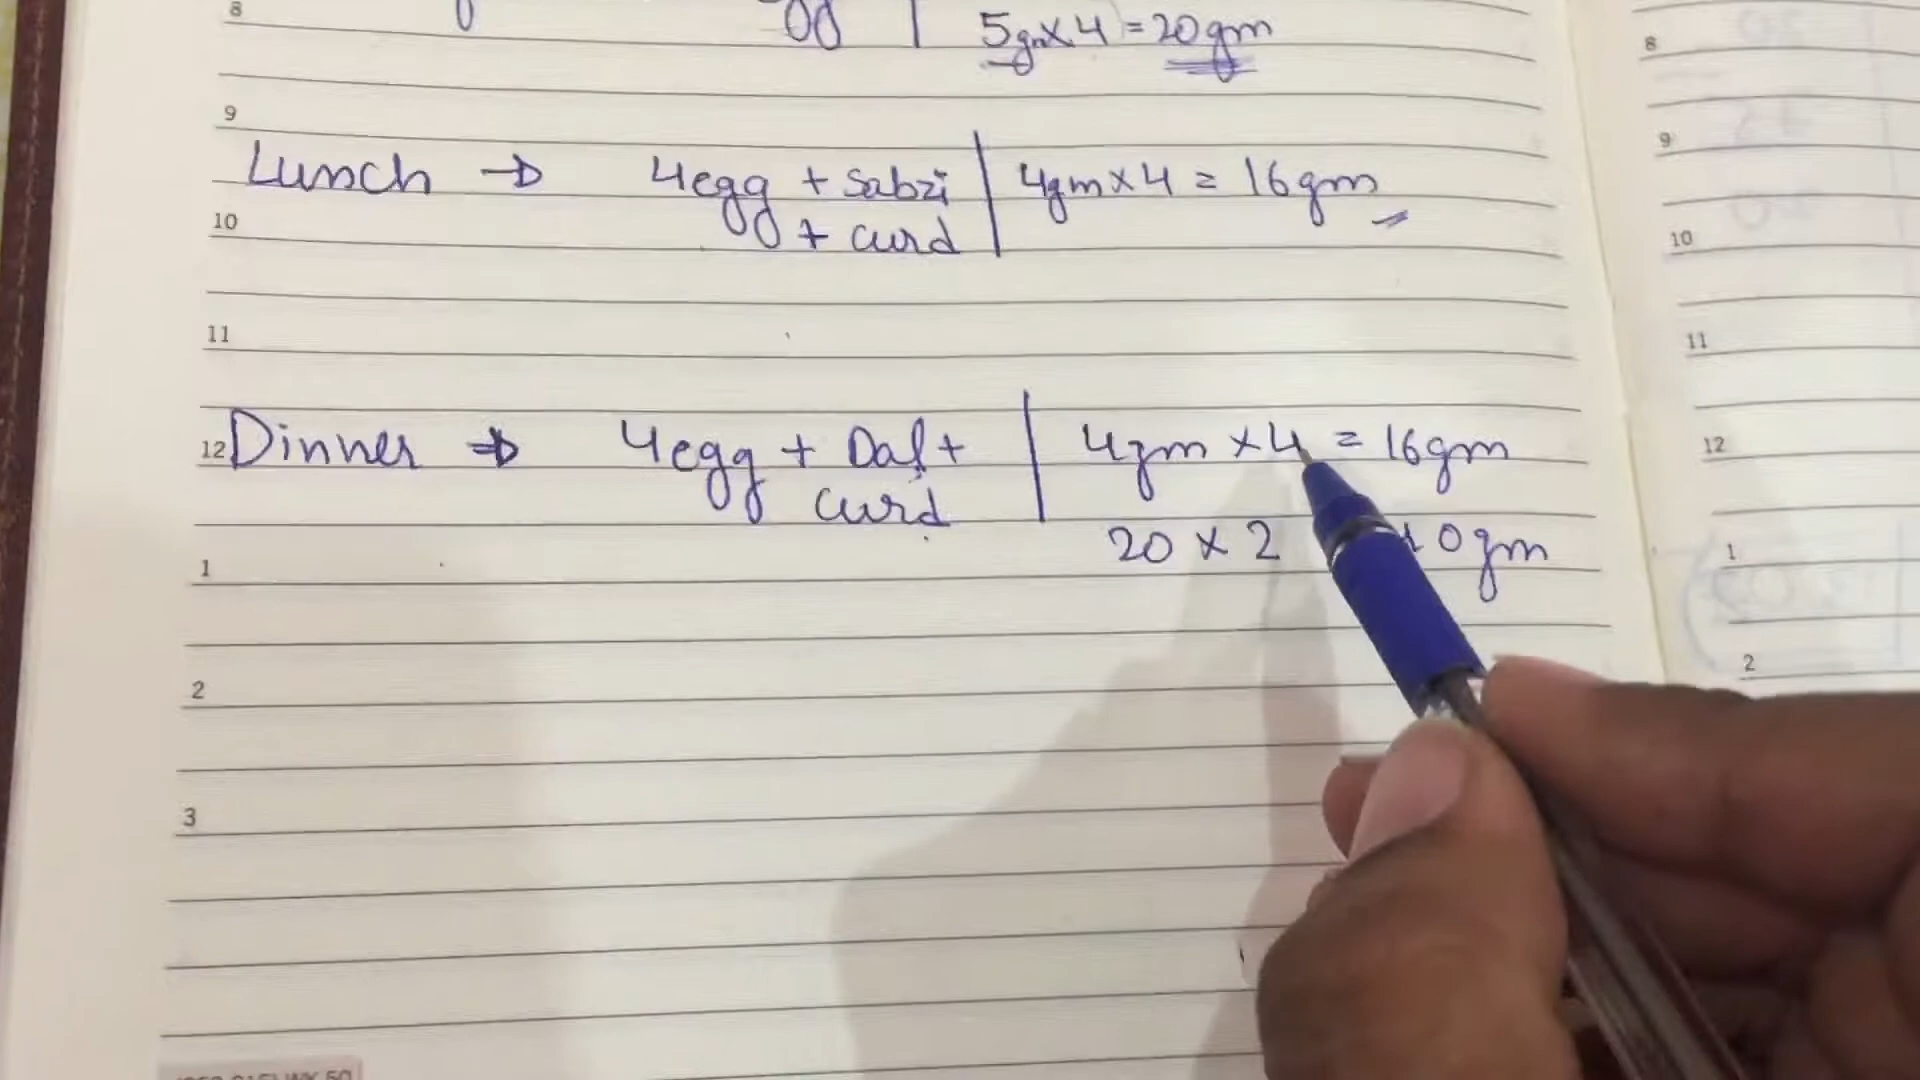 8
5gm x 4 = 20gm
9
Lunch → 4egg + Sabzi | 4gm x 4 = 16gm
10
+ curd
11
12 Dinner → 4egg + Dal + | 4gm x 4 = 16gm
curd
20 x 2 0gm
1
2
3
8
9
10
11
12
1
2